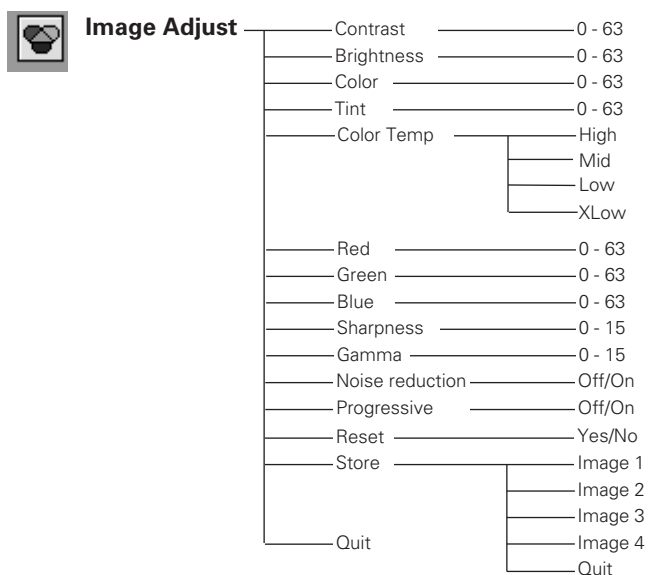 Image Adjust Contrast 0 - 63
Brightness 0 - 63
Color 0 - 63
Tint 0 - 63
Color Temp High
Mid
Low
XLow
Red 0 - 63
Green 0 - 63
Blue 0 - 63
Sharpness 0 - 15
Gamma 0 - 15
Noise reduction Off/On
Progressive Off/On
Reset Yes/No
Store Image 1
Image 2
Image 3
Quit Image 4
Quit